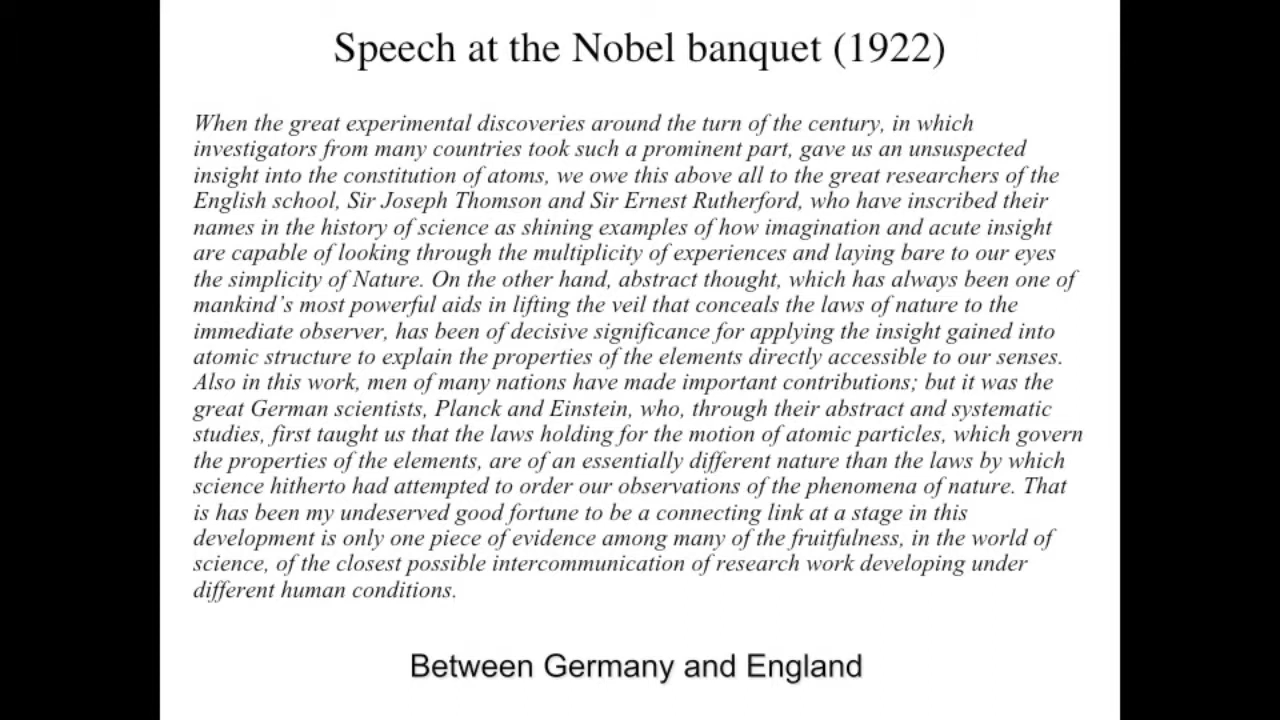 Speech at the Nobel banquet (1922)
When the great experimental discoveries around the turn of the century, in which
investigators from many countries took such a prominent part, gave us an unsuspected
insight into the constitution of atoms, we owe this above all to the great researchers of the
English school, Sir Joseph Thomson and Sir Ernest Rutherford, who have inscribed their
names in the history of science as shining examples of how imagination and acute insight
are capable of looking through the multiplicity of experiences and laying bare to our eyes
the simplicity of Nature. On the other hand, abstract thought, which has always been one of
mankind's most powerful aids in lifting the veil that conceals the laws of nature to the
immediate observer, has been of decisive significance for applying the insight gained into
atomic structure to explain the properties of the elements directly accessible to our senses.
Also in this work, men of many nations have made important contributions; but it was the
great German scientists, Planck and Einstein, who, through their abstract and systematic
studies, first taught us that the laws holding for the motion of atomic particles, which govern
the properties of the elements, are of an essentially different nature than the laws by which
science hitherto had attempted to order our observations of the phenomena of nature. That
is has been my undeserved good fortune to be a connecting link at a stage in this
development is only one piece of evidence among many of the fruitfulness, in the world of
science, of the closest possible intercommunication of research work developing under
different human conditions.
Between Germany and England